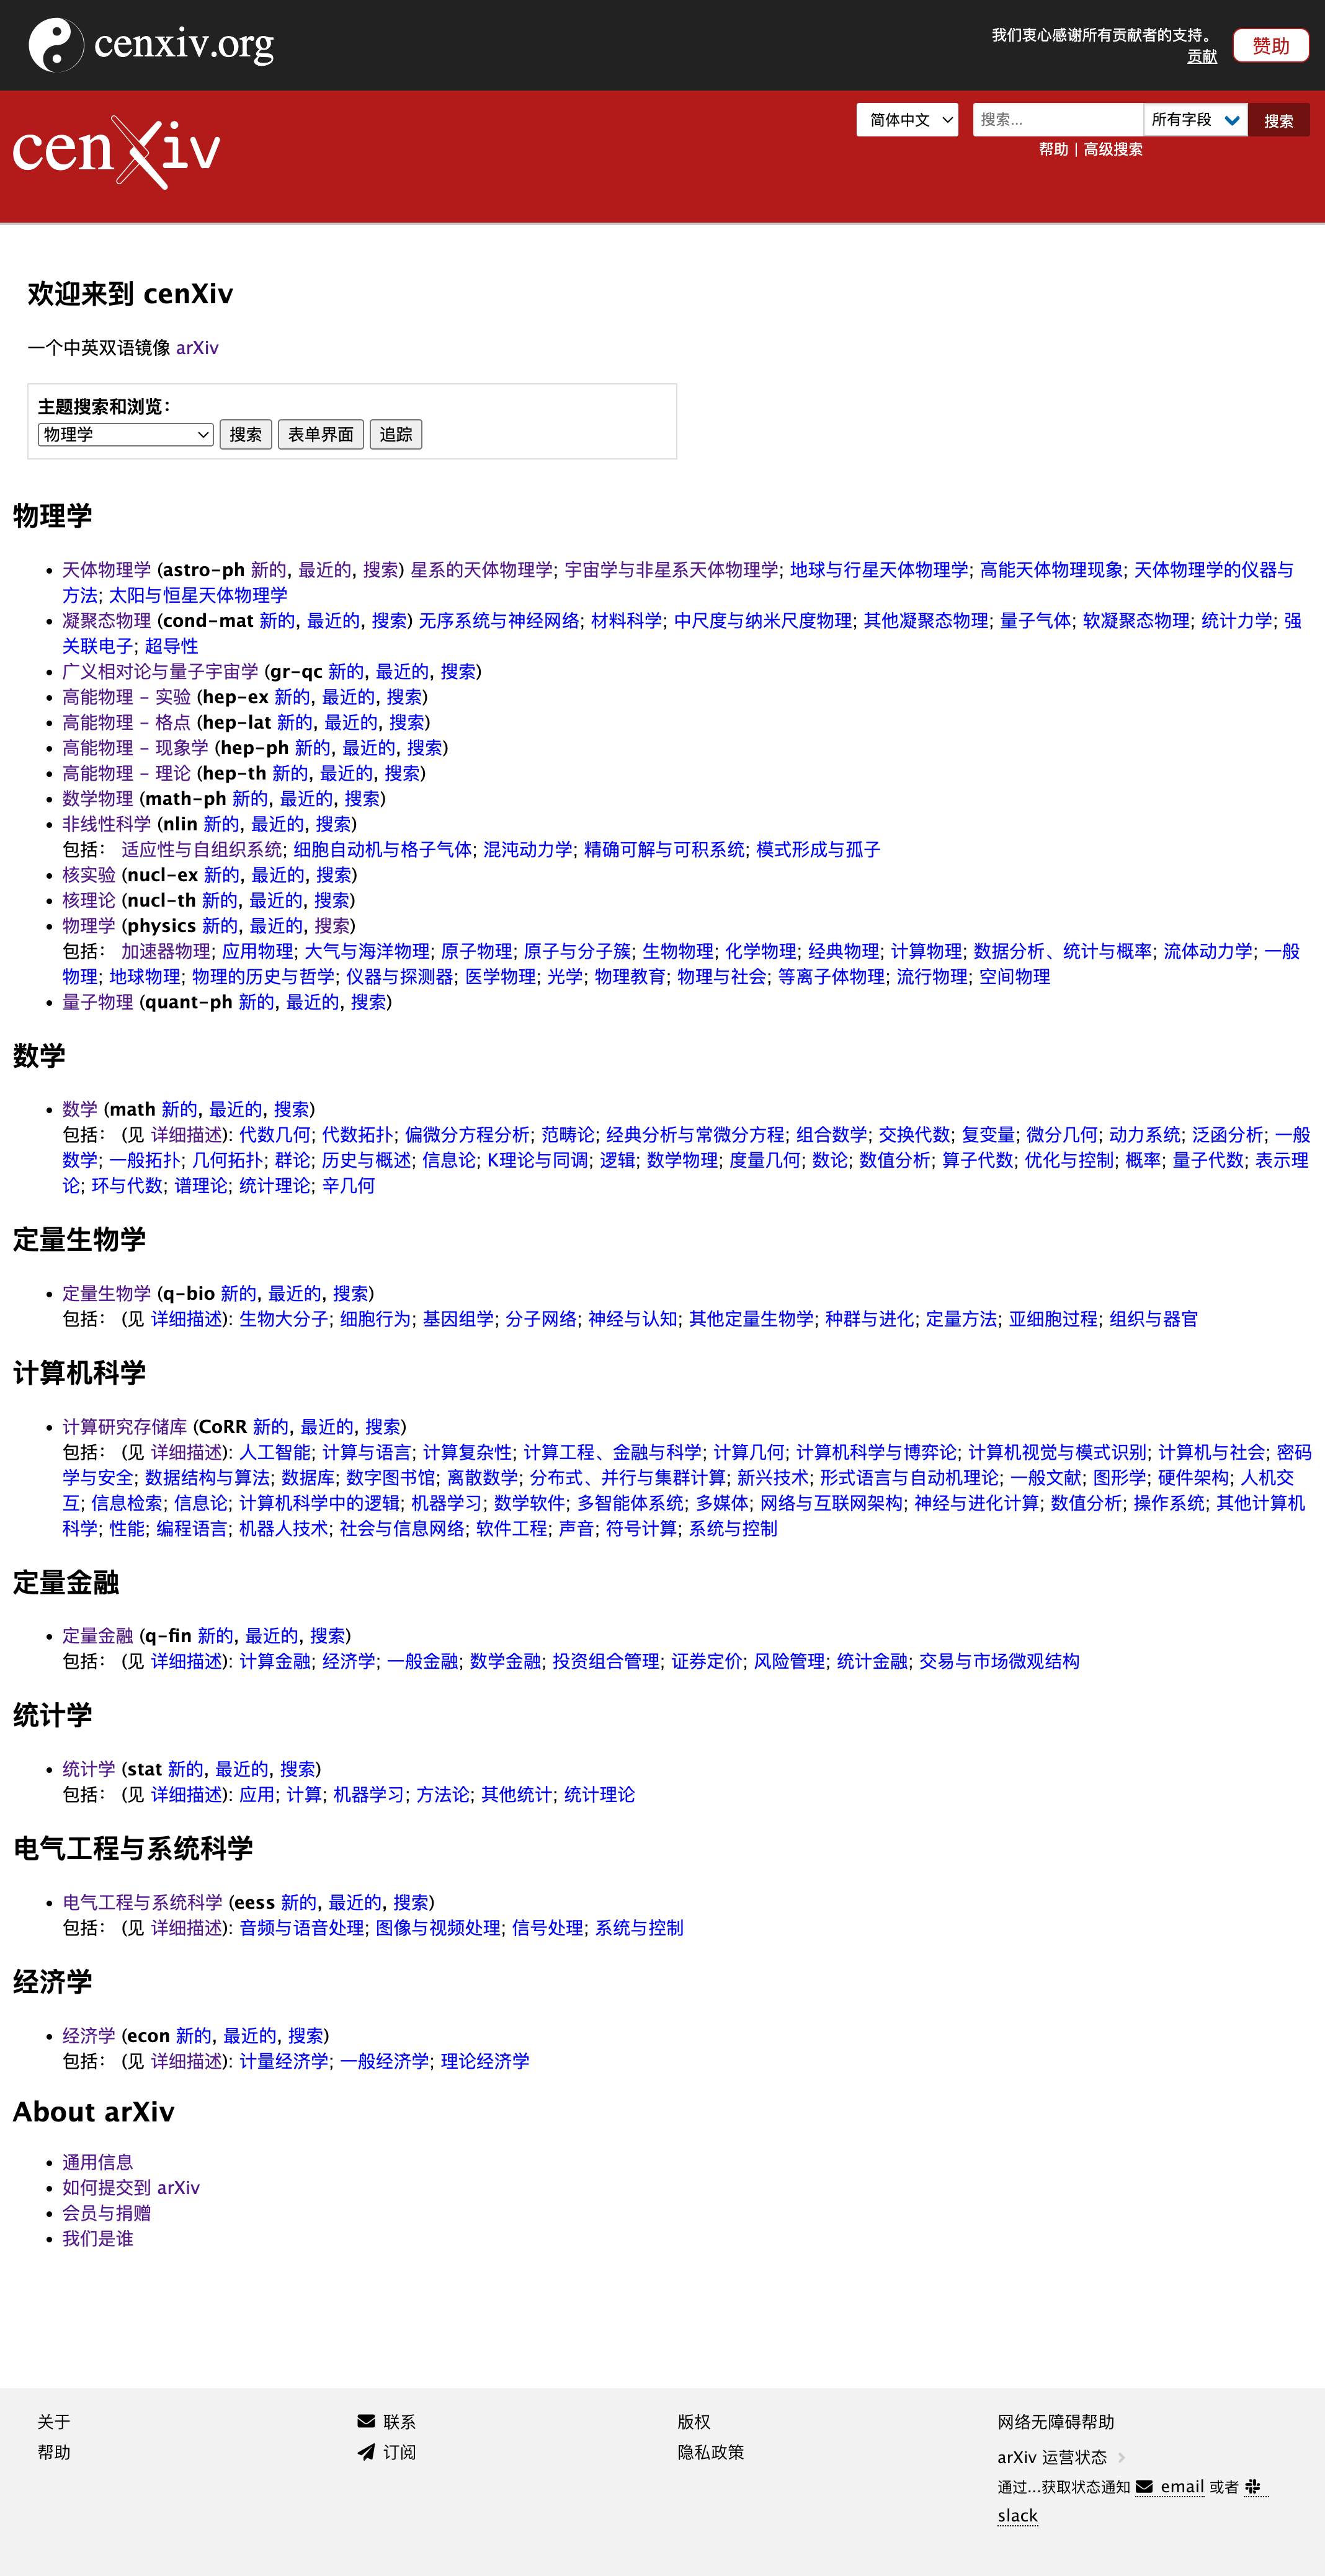 cenxiv.org
我们衷心感谢所有贡献者的支持。
贡献
赞助
cenXiv
简体中文
搜索...
所有字段
搜索
帮助 | 高级搜索
欢迎来到 cenXiv
一个中英双语镜像 arXiv
主题搜索和浏览：
物理学 搜索 表单界面 追踪
物理学
• 天体物理学 (astro-ph 新的, 最近的, 搜索) 星系的天体物理学; 宇宙学与非星系天体物理学; 地球与行星天体物理学; 高能天体物理现象; 天体物理学的仪器与
方法; 太阳与恒星天体物理学
• 凝聚态物理 (cond-mat 新的, 最近的, 搜索) 无序系统与神经网络; 材料科学; 中尺度与纳米尺度物理; 其他凝聚态物理; 量子气体; 软凝聚态物理; 统计力学; 强
关联电子; 超导性
• 广义相对论与量子宇宙学 (gr-qc 新的, 最近的, 搜索)
• 高能物理 - 实验 (hep-ex 新的, 最近的, 搜索)
• 高能物理 - 格点 (hep-lat 新的, 最近的, 搜索)
• 高能物理 - 现象学 (hep-ph 新的, 最近的, 搜索)
• 高能物理 - 理论 (hep-th 新的, 最近的, 搜索)
• 数学物理 (math-ph 新的, 最近的, 搜索)
• 非线性科学 (nlin 新的, 最近的, 搜索)
包括： 适应性与自组织系统; 细胞自动机与格子气体; 混沌动力学; 精确可解与可积系统; 模式形成与孤子
• 核实验 (nucl-ex 新的, 最近的, 搜索)
• 核理论 (nucl-th 新的, 最近的, 搜索)
• 物理学 (physics 新的, 最近的, 搜索)
包括： 加速器物理; 应用物理; 大气与海洋物理; 原子物理; 原子与分子簇; 生物物理; 化学物理; 经典物理; 计算物理; 数据分析、统计与概率; 流体动力学; 一般
物理; 地球物理; 物理的历史与哲学; 仪器与探测器; 医学物理; 光学; 物理教育; 物理与社会; 等离子体物理; 流行物理; 空间物理
• 量子物理 (quant-ph 新的, 最近的, 搜索)
数学
• 数学 (math 新的, 最近的, 搜索)
包括： (见 详细描述): 代数几何; 代数拓扑; 偏微分方程分析; 范畴论; 经典分析与常微分方程; 组合数学; 交换代数; 复变量; 微分几何; 动力系统; 泛函分析; 一般
数学; 一般拓扑; 几何拓扑; 群论; 历史与概述; 信息论; K理论与同调; 逻辑; 数学物理; 度量几何; 数论; 数值分析; 算子代数; 优化与控制; 概率; 量子代数; 表示理
论; 环与代数; 谱理论; 统计理论; 辛几何
定量生物学
• 定量生物学 (q-bio 新的, 最近的, 搜索)
包括： (见 详细描述): 生物大分子; 细胞行为; 基因组学; 分子网络; 神经与认知; 其他定量生物学; 种群与进化; 定量方法; 亚细胞过程; 组织与器官
计算机科学
• 计算研究存储库 (CoRR 新的, 最近的, 搜索)
包括： (见 详细描述): 人工智能; 计算与语言; 计算复杂性; 计算工程、金融与科学; 计算几何; 计算机科学与博弈论; 计算机视觉与模式识别; 计算机与社会; 密码
学与安全; 数据结构与算法; 数据库; 数字图书馆; 离散数学; 分布式、并行与集群计算; 新兴技术; 形式语言与自动机理论; 一般文献; 图形学; 硬件架构; 人机交
互; 信息检索; 信息论; 计算机科学中的逻辑; 机器学习; 数学软件; 多智能体系统; 多媒体; 网络与互联网架构; 神经与进化计算; 数值分析; 操作系统; 其他计算机
科学; 性能; 编程语言; 机器人技术; 社会与信息网络; 软件工程; 声音; 符号计算; 系统与控制
定量金融
• 定量金融 (q-fin 新的, 最近的, 搜索)
包括： (见 详细描述): 计算金融; 经济学; 一般金融; 数学金融; 投资组合管理; 证券定价; 风险管理; 统计金融; 交易与市场微观结构
统计学
• 统计学 (stat 新的, 最近的, 搜索)
包括： (见 详细描述): 应用; 计算; 机器学习; 方法论; 其他统计; 统计理论
电气工程与系统科学
• 电气工程与系统科学 (eess 新的, 最近的, 搜索)
包括： (见 详细描述): 音频与语音处理; 图像与视频处理; 信号处理; 系统与控制
经济学
• 经济学 (econ 新的, 最近的, 搜索)
包括： (见 详细描述): 计量经济学; 一般经济学; 理论经济学
About arXiv
• 通用信息
• 如何提交到 arXiv
• 会员与捐赠
• 我们是谁
关于
帮助
联系
订阅
版权
隐私政策
网络无障碍帮助
arXiv 运营状态
通过...获取状态通知 email 或者
slack